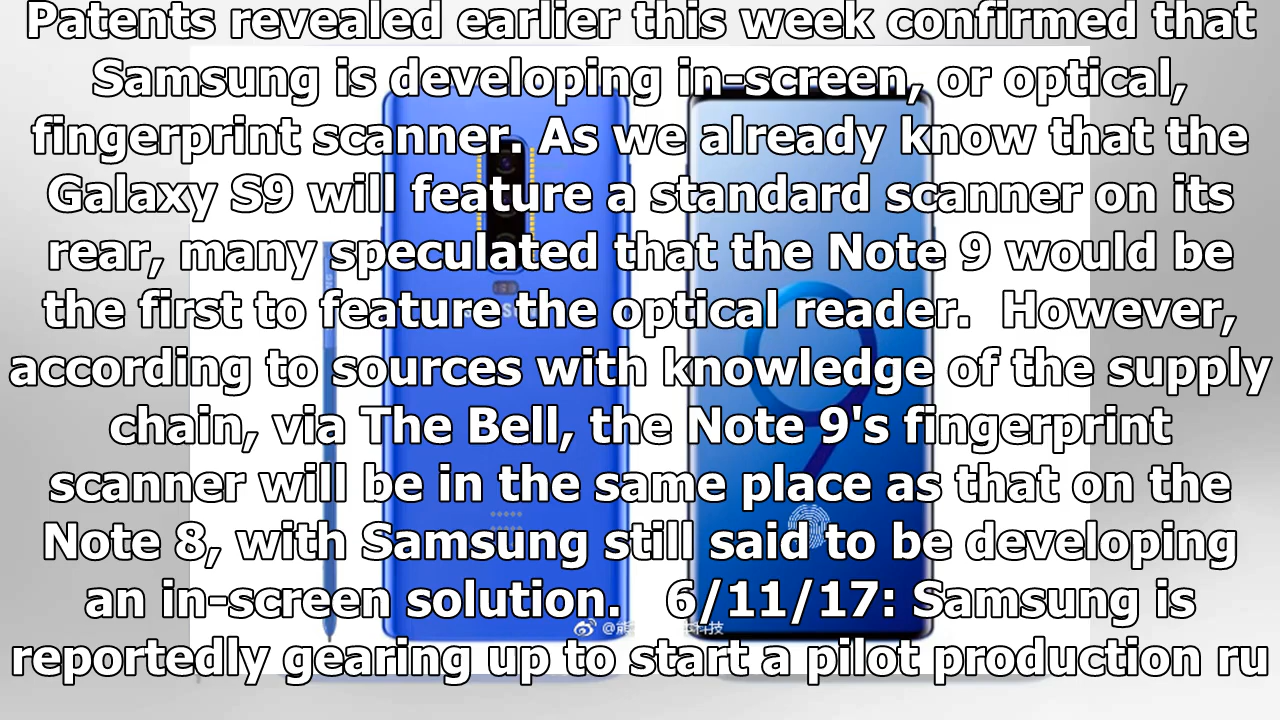 Patents revealed earlier this week confirmed that
Samsung is developing in-screen, or optical,
fingerprint scanner. As we already know that the
Galaxy S9 will feature a standard scanner on its
rear, many speculated that the Note 9 would be
the first to feature the optical reader. However,
according to sources with knowledge of the supply
chain, via The Bell, the Note 9's fingerprint
scanner will be in the same place as that on the
Note 8, with Samsung still said to be developing
an in-screen solution. 6/11/17: Samsung is
reportedly gearing up to start a pilot production ru
9
科技